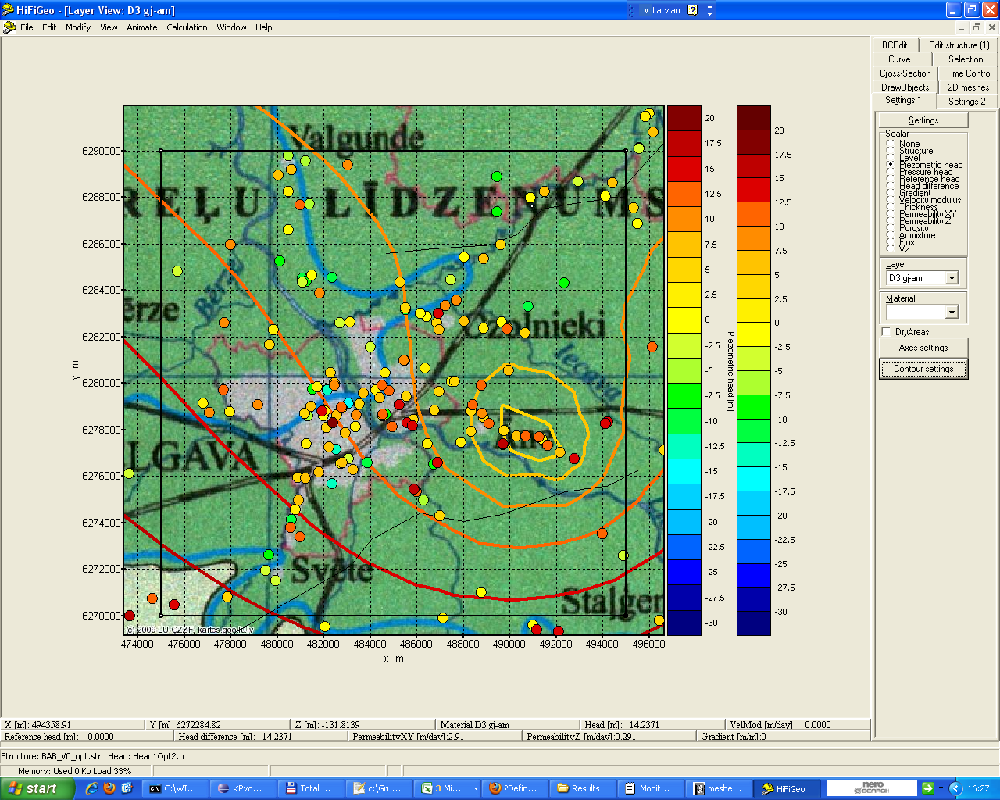 HiFiGeo - [Layer View: D3 gj-am]
LV Latvian
File Edit Modify View Animate Calculation Window Help
BCEdit Edit structure (1)
Curve Selection
Cross-Section Time Control
DrawObjects 2D meshes
Settings 1 Settings 2
Settings
Scalar
None
Structure
Level
Piezometric head
Pressure head
Reference head
Head difference
Gradient
Velocity modulus
Thickness
Permeability XY
Permeability Z
Porosity
Admixture
Flux
Vz
Layer
D3 gj-am
Material
DryAreas
Axes settings
Contour settings
Valgunde
REĻU LĪDZENUMS
Bērze
ērze
Ozolnieki
Iecava
LGAVA
Svēte
Stalģen
(c) 2009 LU GZZF, kartes.geo.lu.lv
6290000
6288000
6286000
6284000
6282000
6280000
6278000
6276000
6274000
6272000
6270000
y, m
474000 476000 478000 480000 482000 484000 486000 488000 490000 492000 494000 496000
x, m
20
17.5
15
12.5
10
7.5
5
2.5
0
-2.5
-5
-7.5
-10
-12.5
-15
-17.5
-20
-22.5
-25
-27.5
-30
Piezometric head [m]
20
17.5
15
12.5
10
7.5
5
2.5
0
-2.5
-5
-7.5
-10
-12.5
-15
-17.5
-20
-22.5
-25
-27.5
-30
X [m]: 494358.91 Y [m]: 6272284.82 Z [m]: -131.8139 Material D3 gj-am Head [m]: 14.2371 VelMod [m/day]: 0.0000
Reference head [m]: 0.0000 Head difference [m]: 14.2371 PermeabilityXY [m/day]:2.91 PermeabilityZ [m/day]:0.291 Gradient [m/m]:0
Structure: BAB_V0_opt.str Head: Head1Opt2.p
Memory: Used 0 Kb Load 33%
start C:\WI... <Pyd... Total ... c:\Gru... 3 Mi... ?Defin... Results Monit... meshe... HiFiGeo nero SEARCH 16:27